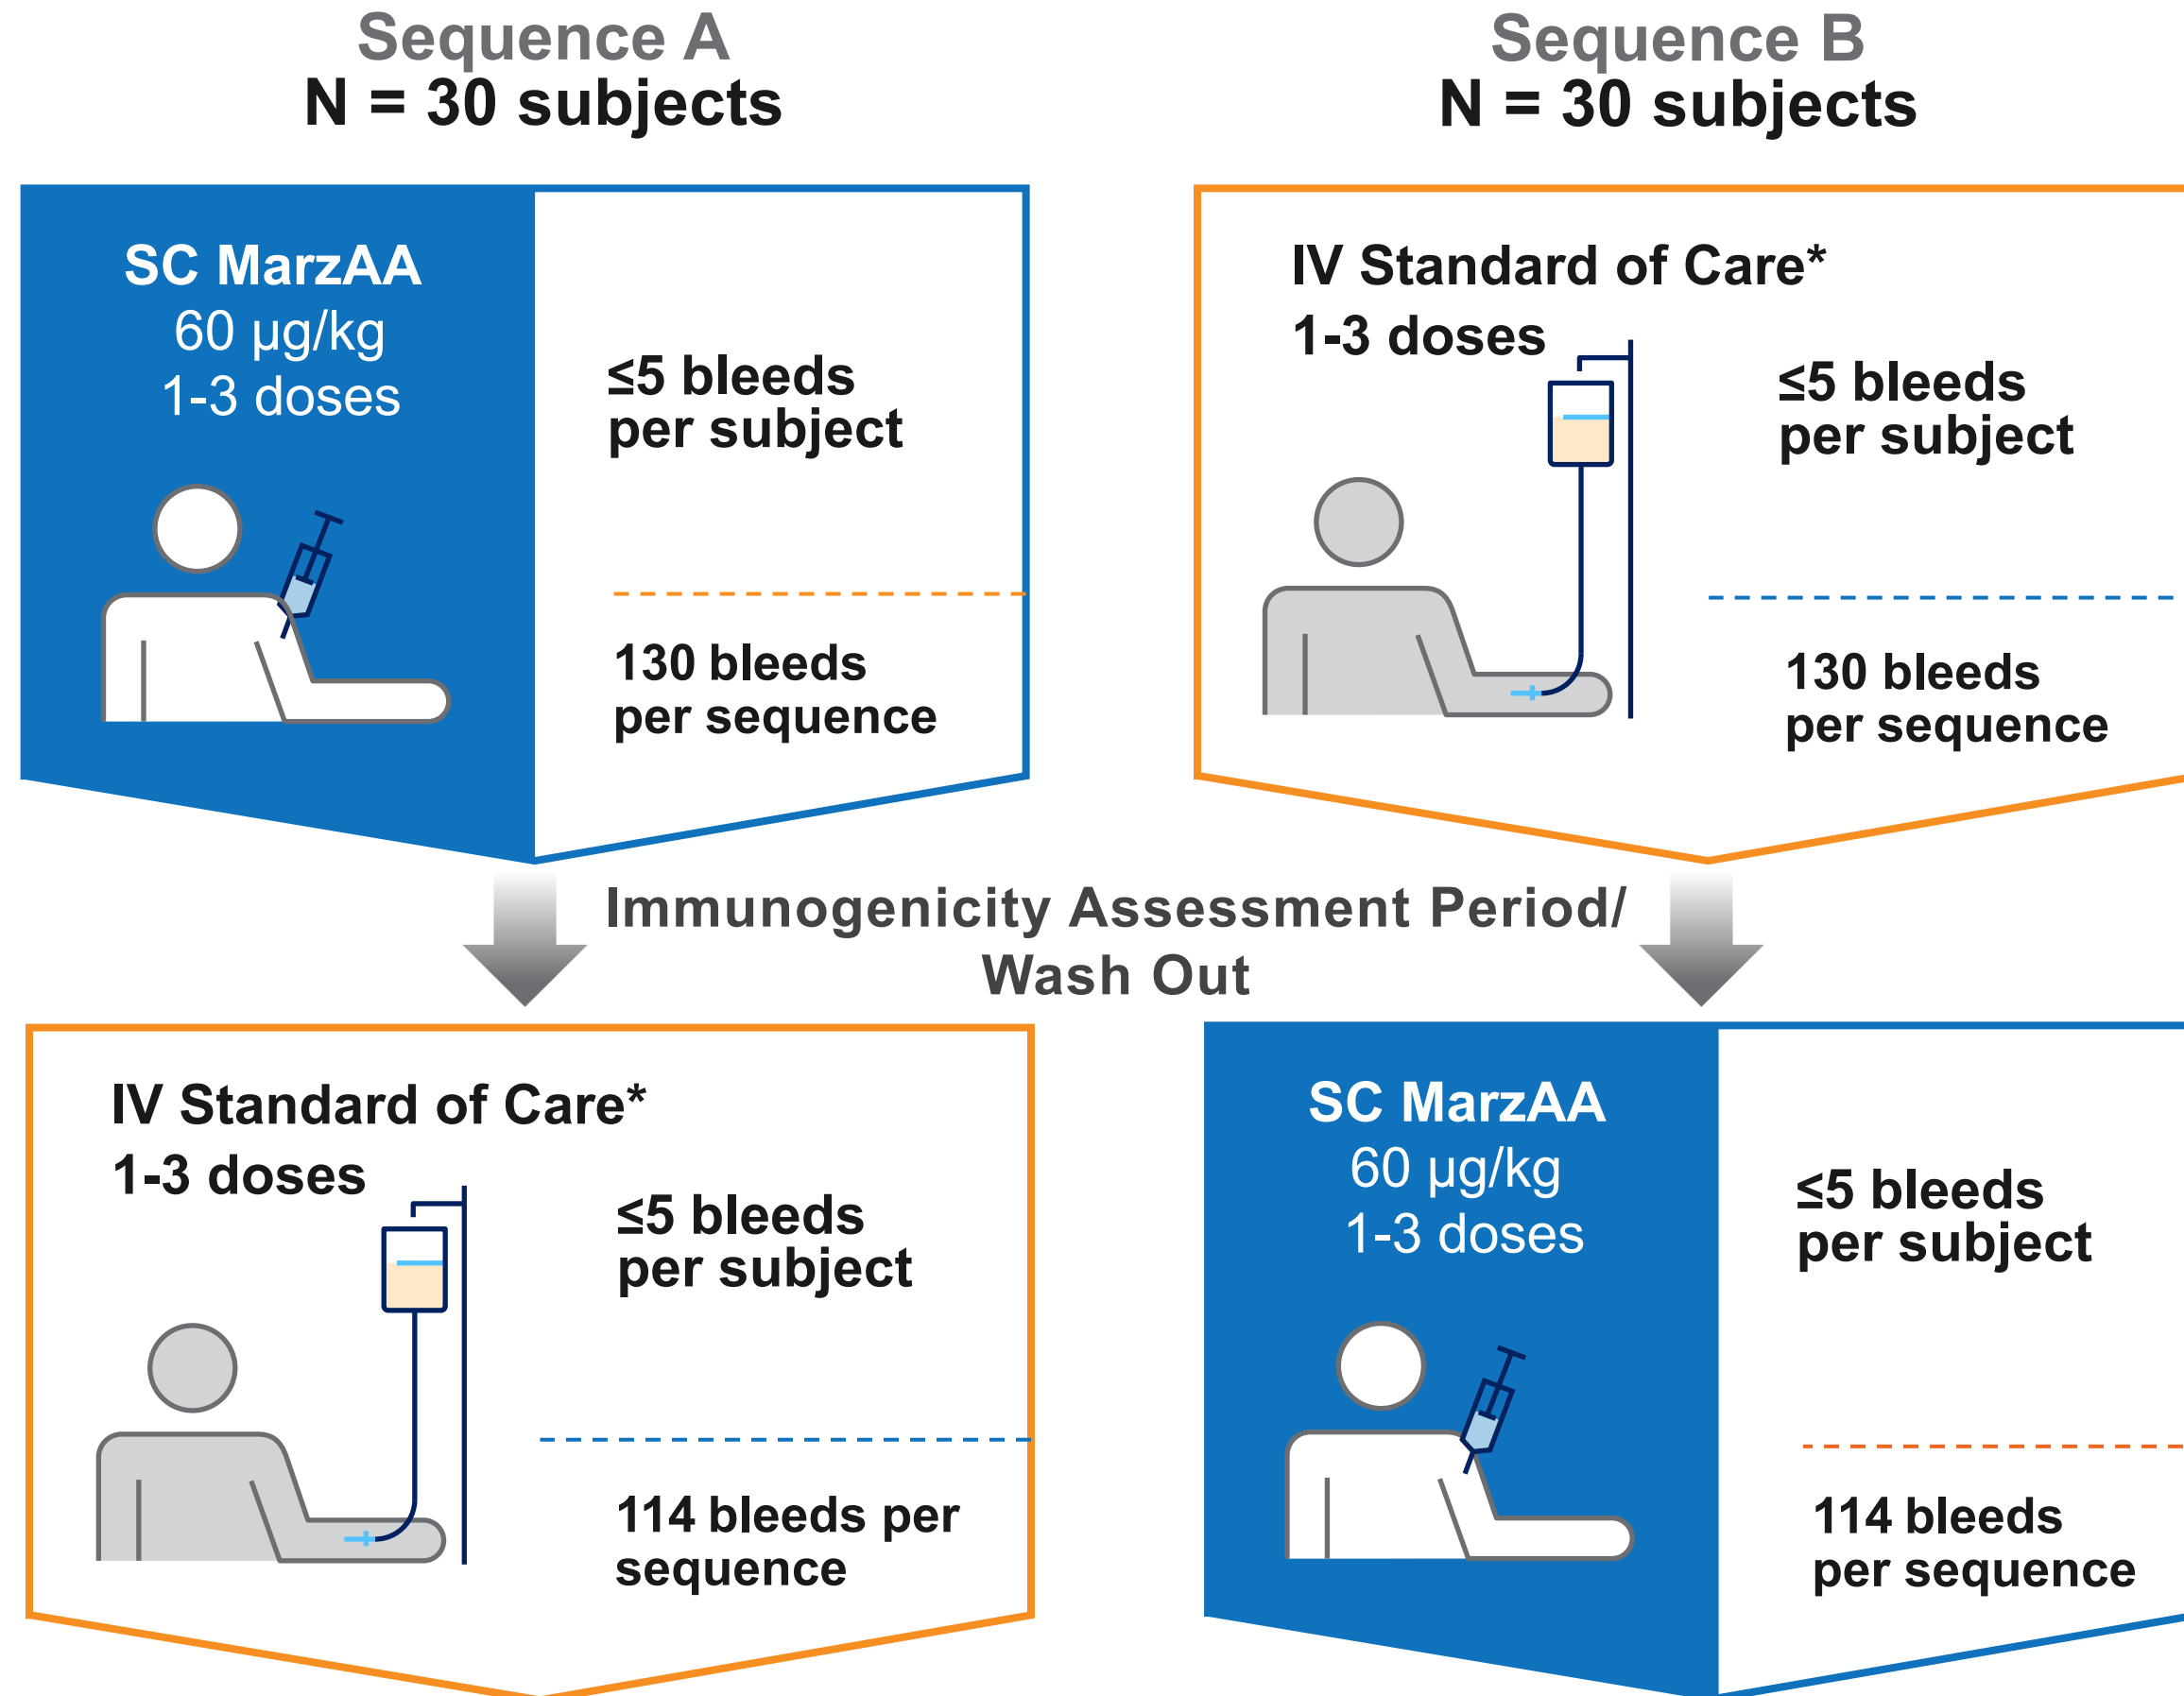 Sequence A
N = 30 subjects
SC MarzAA
60 µg/kg
1-3 doses
≤5 bleeds
per subject
130 bleeds
per sequence
Sequence B
N = 30 subjects
IV Standard of Care*
1-3 doses
≤5 bleeds
per subject
130 bleeds
per sequence
Immunogenicity Assessment Period/
Wash Out
IV Standard of Care*
1-3 doses
≤5 bleeds
per subject
114 bleeds per
sequence
SC MarzAA
60 µg/kg
1-3 doses
≤5 bleeds
per subject
114 bleeds
per sequence